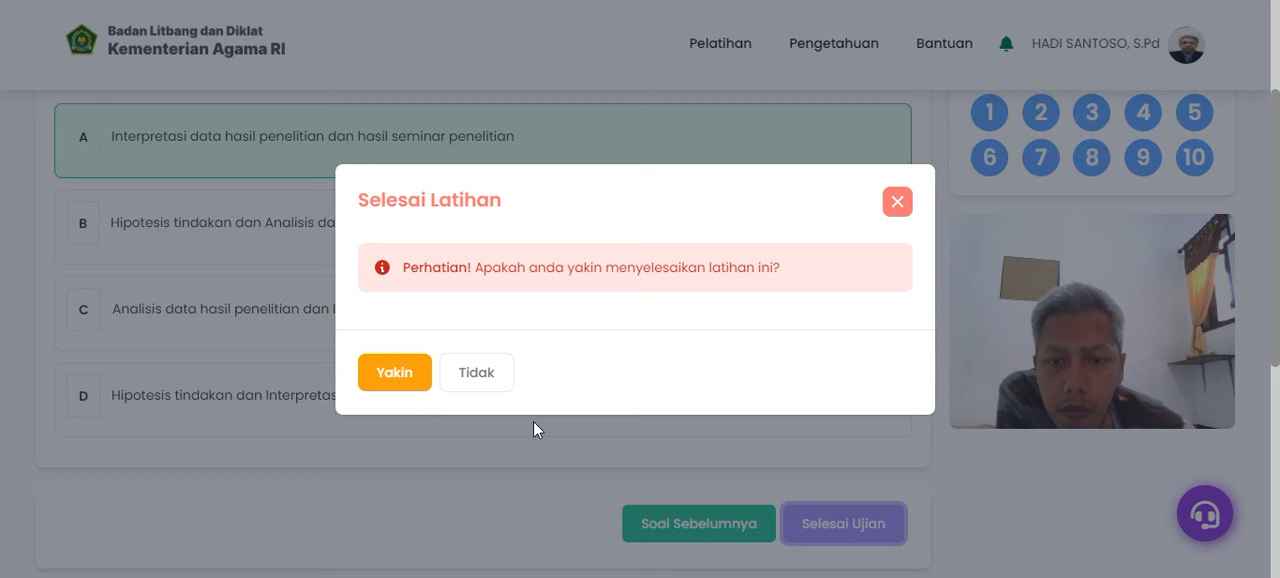 Badan Litbang dan Diklat
Kementerian Agama RI
Pelatihan
Pengetahuan
Bantuan
HADI SANTOSO, S.Pd
A
Interpretasi data hasil penelitian dan hasil seminar penelitian
B
Hipotesis tindakan dan Analisis da
C
Analisis data hasil penelitian dan
D
Hipotesis tindakan dan Interpretas
Selesai Latihan
Perhatian! Apakah anda yakin menyelesaikan latihan ini?
Yakin
Tidak
1 2 3 4 5
6 7 8 9 10
Soal Sebelumnya
Selesai Ujian